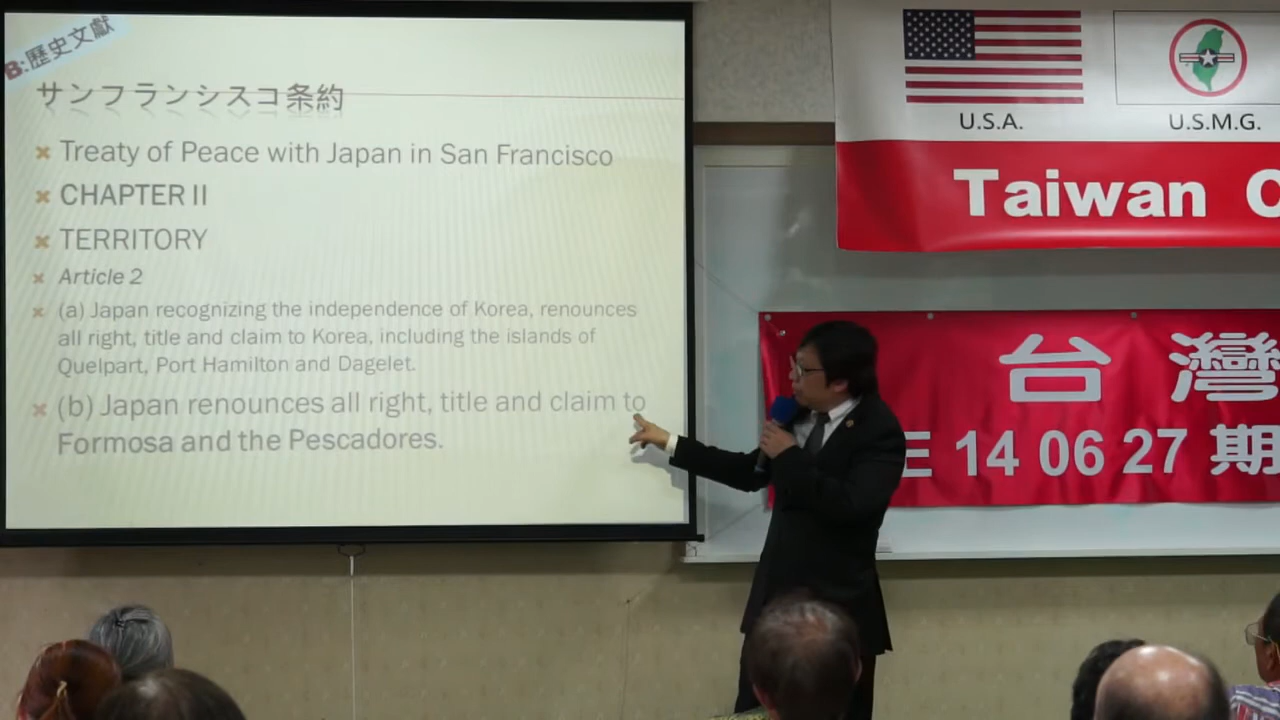 B:歷史文獻
サンフランシスコ条約
Treaty of Peace with Japan in San Francisco
CHAPTER II
TERRITORY
Article 2
(a) Japan recognizing the independence of Korea, renounces
all right, title and claim to Korea, including the islands of
Quelpart, Port Hamilton and Dagelet.
(b) Japan renounces all right, title and claim to
Formosa and the Pescadores.
U.S.A.
U.S.M.G.
Taiwan C
台灣
E 14 06 27 期